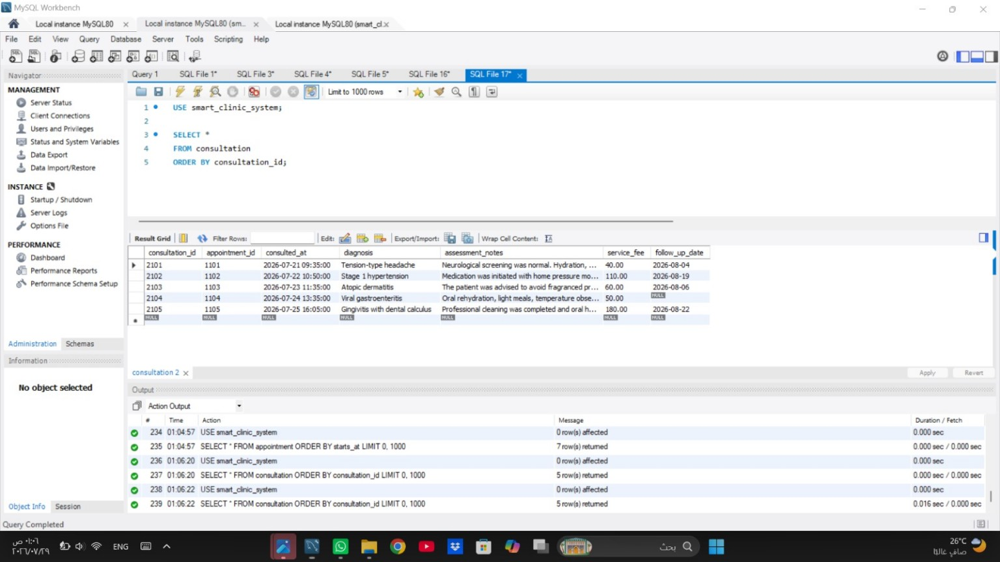 MySQL Workbench
Local instance MySQL80 × Local instance MySQL80 (sm... × Local instance MySQL80 (smart_cl.×
File Edit View Query Database Server Tools Scripting Help
Navigator
MANAGEMENT
Server Status
Client Connections
Users and Privileges
Status and System Variables
Data Export
Data Import/Restore
INSTANCE
Startup / Shutdown
Server Logs
Options File
PERFORMANCE
Dashboard
Performance Reports
Performance Schema Setup
Administration Schemas
Information
No object selected
Object Info Session
Query 1 SQL File 1* SQL File 3* SQL File 4* SQL File 5* SQL File 16* SQL File 17* ×
Limit to 1000 rows
1 USE smart_clinic_system;
2
3 SELECT *
4 FROM consultation
5 ORDER BY consultation_id;
Result Grid Filter Rows: Edit: Export/Import: Wrap Cell Content:
consultation_id appointment_id consulted_at diagnosis assessment_notes service_fee follow_up_date
2101 1101 2026-07-21 09:35:00 Tension-type headache Neurological screening was normal. Hydration, ... 40.00 2026-08-04
2102 1102 2026-07-22 10:50:00 Stage 1 hypertension Medication was initiated with home pressure mo... 110.00 2026-08-19
2103 1103 2026-07-23 11:35:00 Atopic dermatitis The patient was advised to avoid fragranced pr... 60.00 2026-08-06
2104 1104 2026-07-24 13:35:00 Viral gastroenteritis Oral rehydration, light meals, temperature obse... 50.00 NULL
2105 1105 2026-07-25 16:05:00 Gingivitis with dental calculus Professional cleaning was completed and oral h... 180.00 2026-08-22
NULL NULL NULL NULL NULL NULL NULL
consultation 2 × Apply Revert
Output
Action Output
# Time Action Message Duration / Fetch
234 01:04:57 USE smart_clinic_system 0 row(s) affected 0.000 sec
235 01:04:57 SELECT * FROM appointment ORDER BY starts_at LIMIT 0, 1000 7 row(s) returned 0.000 sec / 0.000 sec
236 01:06:20 USE smart_clinic_system 0 row(s) affected 0.000 sec
237 01:06:20 SELECT * FROM consultation ORDER BY consultation_id LIMIT 0, 1000 5 row(s) returned 0.000 sec / 0.000 sec
238 01:06:22 USE smart_clinic_system 0 row(s) affected 0.000 sec
239 01:06:22 SELECT * FROM consultation ORDER BY consultation_id LIMIT 0, 1000 5 row(s) returned 0.016 sec / 0.000 sec
Query Completed
٠١:٠٦ ص
٢٠٢٦/٠٧/٢٩
ENG
بحث
26°C
صافٍ غالبًا